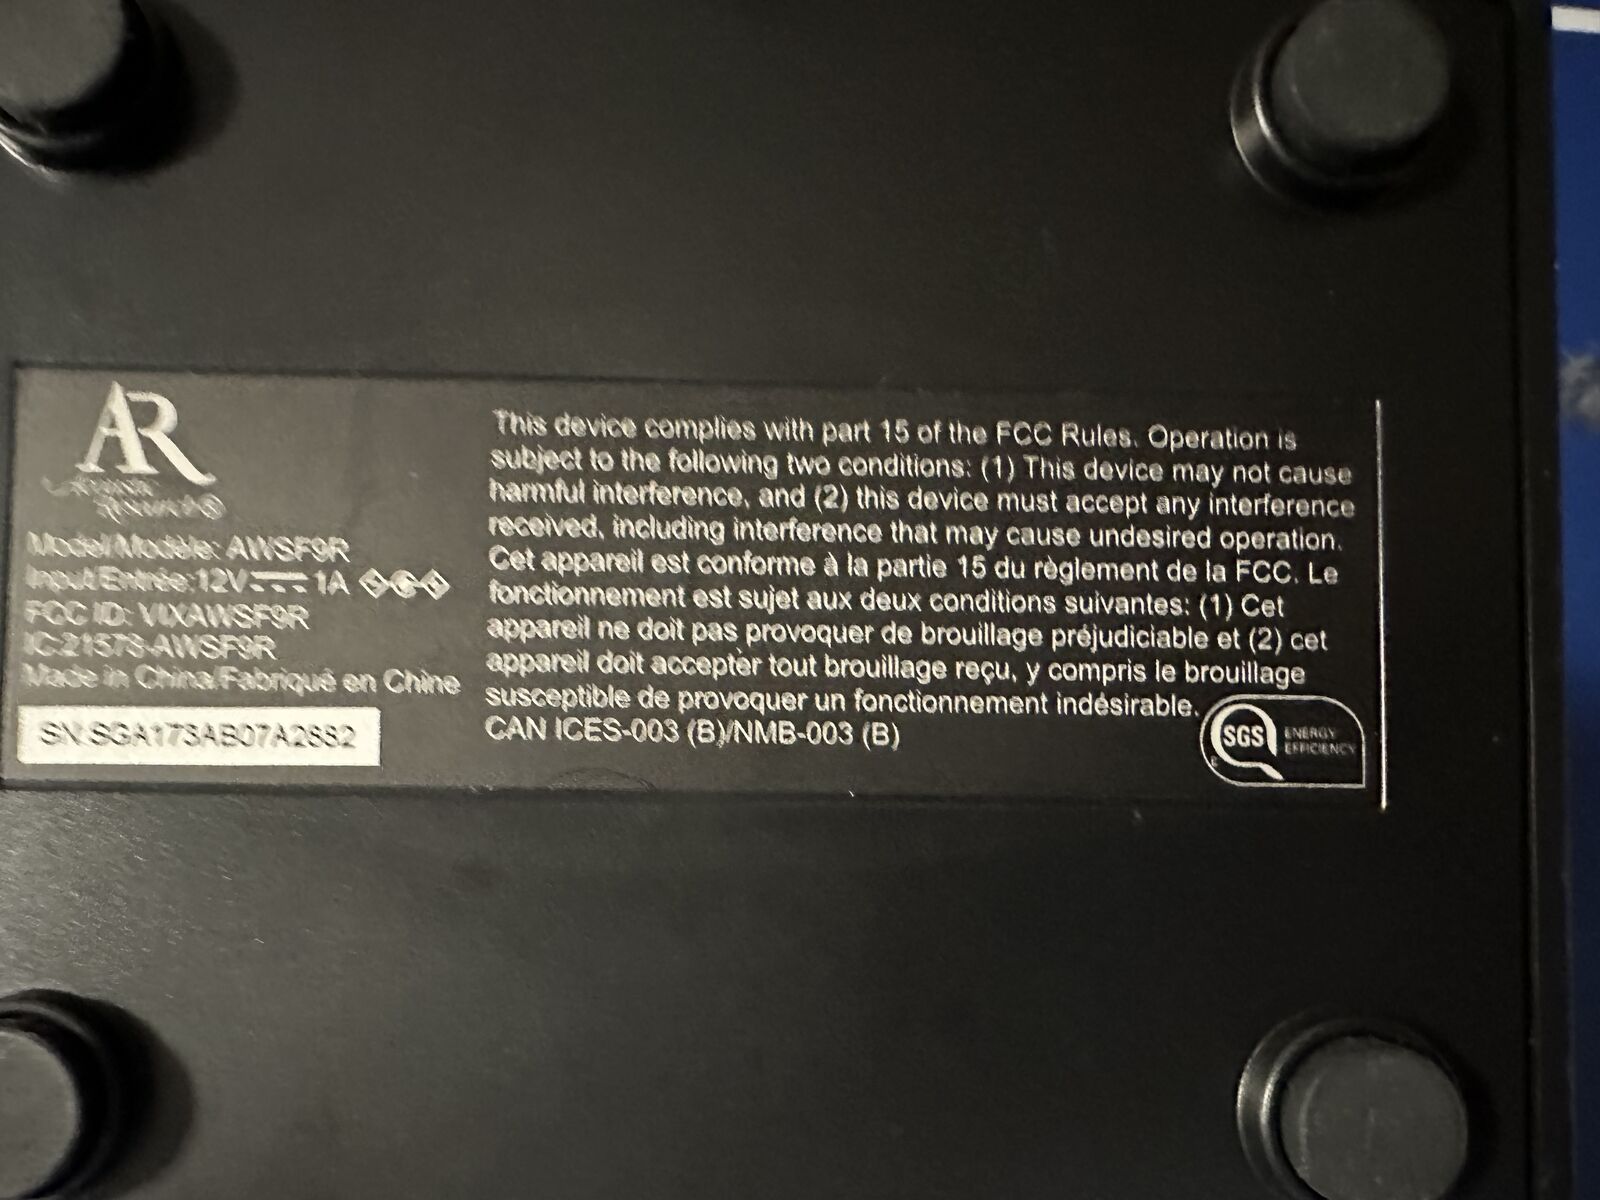 AR
Acoustic
Research®
Model/Modèle: AWSF9R
Input/Entrée:12V 1A
FCC ID: VIXAWSF9R
IC:21573-AWSF9R
Made in China/Fabriqué en Chine
This device complies with part 15 of the FCC Rules. Operation is
subject to the following two conditions: (1) This device may not cause
harmful interference, and (2) this device must accept any interference
received, including interference that may cause undesired operation.
Cet appareil est conforme à la partie 15 du règlement de la FCC. Le
fonctionnement est sujet aux deux conditions suivantes: (1) Cet
appareil ne doit pas provoquer de brouillage préjudiciable et (2) cet
appareil doit accepter tout brouillage reçu, y compris le brouillage
susceptible de provoquer un fonctionnement indésirable.
CAN ICES-003 (B)/NMB-003 (B)
SGS
ENERGY
EFFICIENCY